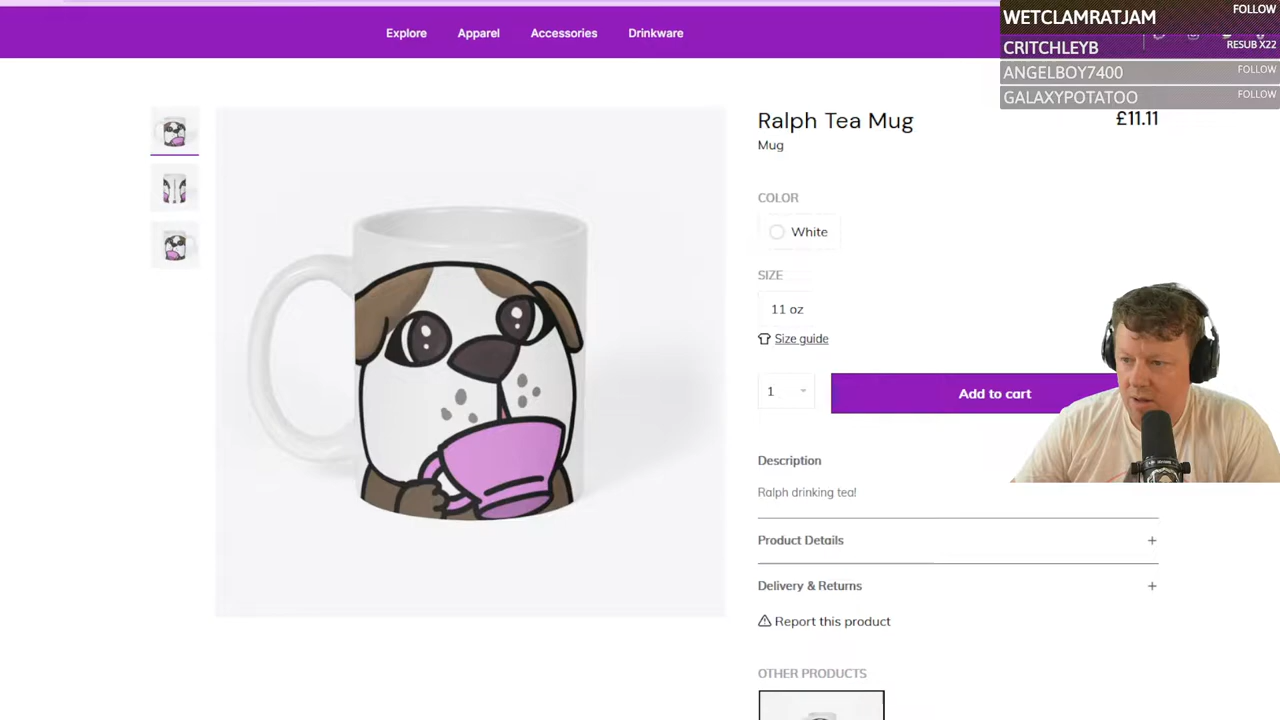 Explore Apparel Accessories Drinkware
WETCLAMRATJAM FOLLOW
CRITCHLEYB RESUB X22
ANGELBOY7400 FOLLOW
GALAXYPOTATOO FOLLOW
Ralph Tea Mug £11.11
Mug
COLOR
White
SIZE
11 oz
Size guide
1 Add to cart
Description
Ralph drinking tea!
Product Details +
Delivery & Returns +
Report this product
OTHER PRODUCTS